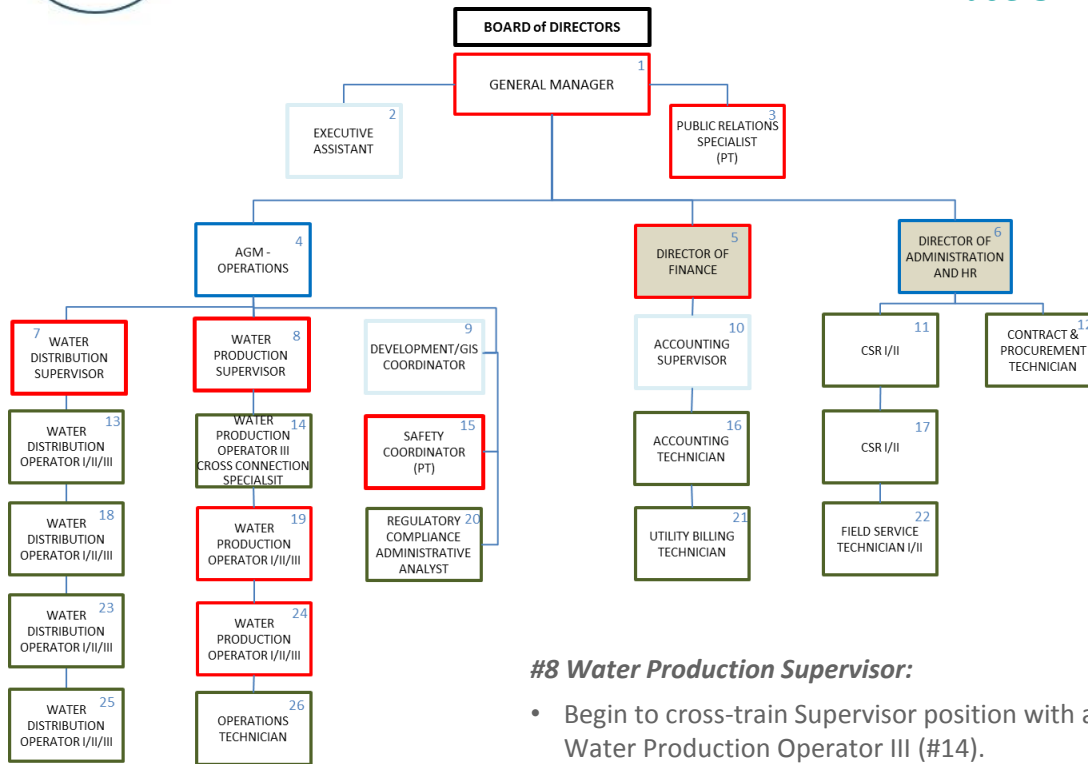 BOARD of DIRECTORS
1
GENERAL MANAGER
2
EXECUTIVE
ASSISTANT
3
PUBLIC RELATIONS
SPECIALIST
(PT)
4
AGM -
OPERATIONS
5
DIRECTOR OF
FINANCE
6
DIRECTOR OF
ADMINISTRATION
AND HR
7
WATER
DISTRIBUTION
SUPERVISOR
8
WATER
PRODUCTION
SUPERVISOR
9
DEVELOPMENT/GIS
COORDINATOR
10
ACCOUNTING
SUPERVISOR
11
CSR I/II
12
CONTRACT &
PROCUREMENT
TECHNICIAN
13
WATER
DISTRIBUTION
OPERATOR I/II/III
14
WATER
PRODUCTION
OPERATOR III
CROSS CONNECTION
SPECIALSIT
15
SAFETY
COORDINATOR
(PT)
16
ACCOUNTING
TECHNICIAN
17
CSR I/II
18
WATER
DISTRIBUTION
OPERATOR I/II/III
19
WATER
PRODUCTION
OPERATOR I/II/III
20
REGULATORY
COMPLIANCE
ADMINISTRATIVE
ANALYST
21
UTILITY BILLING
TECHNICIAN
22
FIELD SERVICE
TECHNICIAN I/II
23
WATER
DISTRIBUTION
OPERATOR I/II/III
24
WATER
PRODUCTION
OPERATOR I/II/III
25
WATER
DISTRIBUTION
OPERATOR I/II/III
26
OPERATIONS
TECHNICIAN
#8 Water Production Supervisor:
• Begin to cross-train Supervisor position with a
Water Production Operator III (#14).